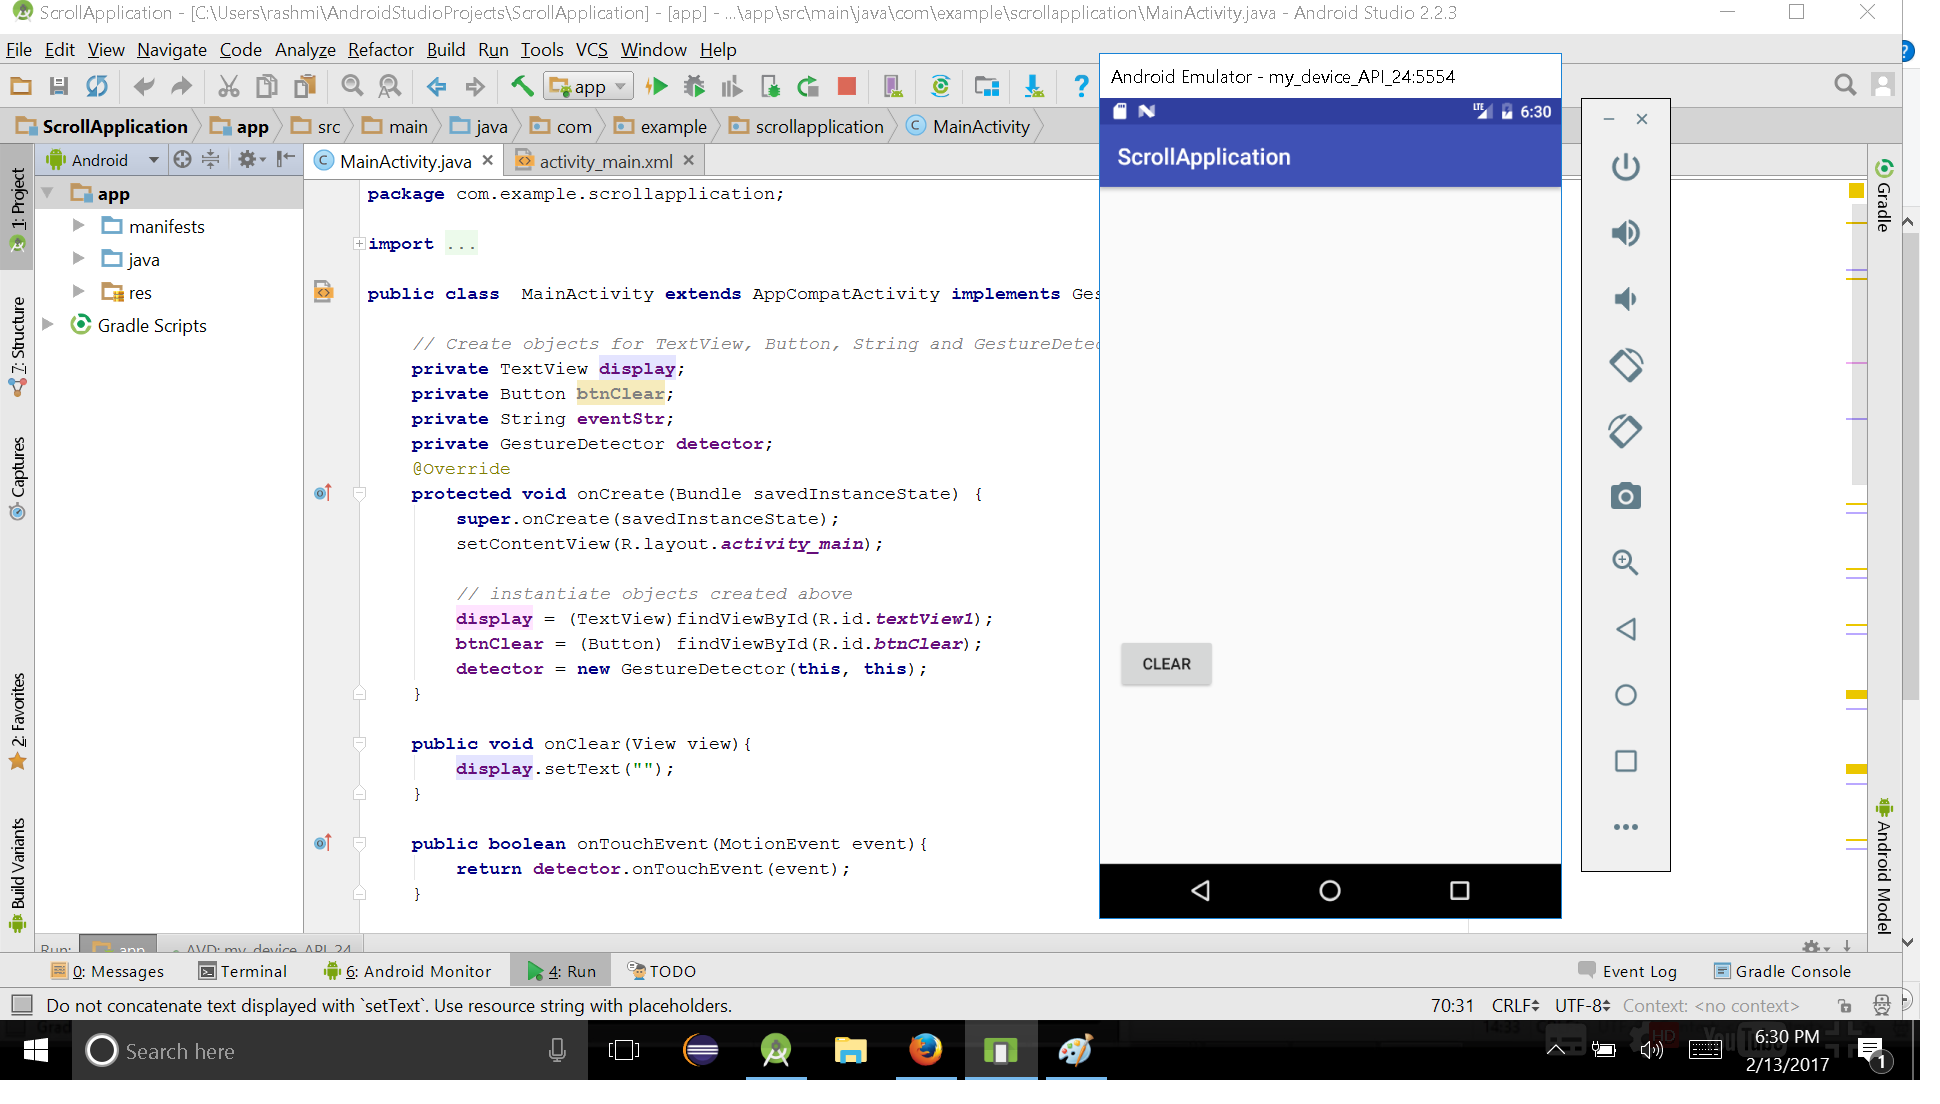 ScrollApplication - [C:\Users\rashmi\AndroidStudioProjects\ScrollApplication] - [app] - ...\app\src\main\java\com\example\scrollapplication\MainActivity.java - Android Studio 2.2.3
File Edit View Navigate Code Analyze Refactor Build Run Tools VCS Window Help
app
ScrollApplication app src main java com example scrollapplication MainActivity
Android
MainActivity.java
activity_main.xml
1: Project
7: Structure
Captures
2: Favorites
Build Variants
app
manifests
java
res
Gradle Scripts
package com.example.scrollapplication;
import ...
public class  MainActivity extends AppCompatActivity implements Ges
// Create objects for TextView, Button, String and GestureDetec
private TextView display;
private Button btnClear;
private String eventStr;
private GestureDetector detector;
@Override
protected void onCreate(Bundle savedInstanceState) {
super.onCreate(savedInstanceState);
setContentView(R.layout.activity_main);
// instantiate objects created above
display = (TextView)findViewById(R.id.textView1);
btnClear = (Button) findViewById(R.id.btnClear);
detector = new GestureDetector(this, this);
}
public void onClear(View view){
display.setText("");
}
public boolean onTouchEvent(MotionEvent event){
return detector.onTouchEvent(event);
}
Android Emulator - my_device_API_24:5554
LTE 6:30
ScrollApplication
CLEAR
Gradle
Android Model
Run: app AVD: my_device_API_24
0: Messages Terminal 6: Android Monitor 4: Run TODO Event Log Gradle Console
Do not concatenate text displayed with `setText`. Use resource string with placeholders. 70:31 CRLF UTF-8 Context: <no context>
Search here
HD
YouTube
6:30 PM
2/13/2017
1